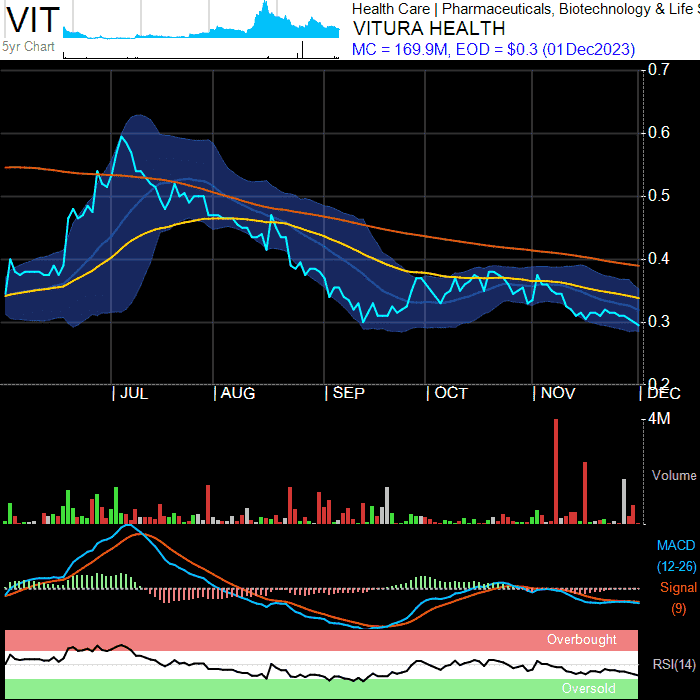 VIT
5yr Chart
Health Care | Pharmaceuticals, Biotechnology & Life
VITURA HEALTH
MC = 169.9M, EOD = $0.3 (01Dec2023)
0.7
0.6
0.5
0.4
0.3
0.2
JUL
AUG
SEP
OCT
NOV
DEC
4M
Volume
MACD
(12-26)
Signal
(9)
Overbought
RSI(14)
Oversold